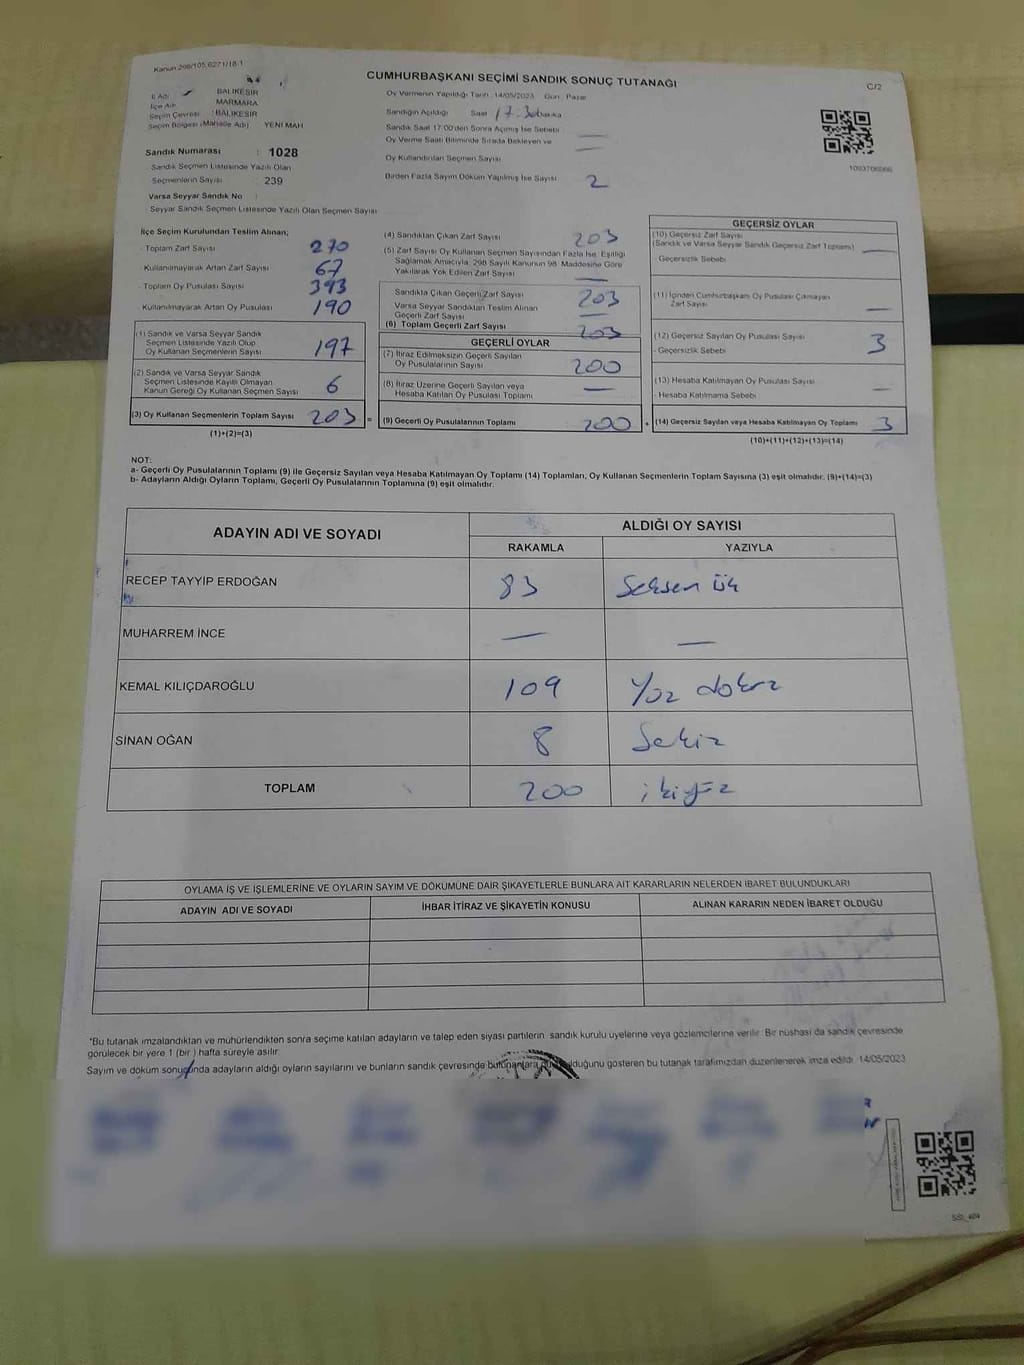 Kanun 298/105,6271/18-1
CUMHURBAŞKANI SEÇİMİ SANDIK SONUÇ TUTANAĞI
C/2
İl Adı : BALIKESİR
İlçe Adı : MARMARA
Seçim Çevresi : BALIKESİR
Seçim Bölgesi (Mahalle Adı) YENİ MAH
Sandık Numarası : 1028
Sandık Seçmen Listesinde Yazılı Olan
Seçmenlerin Sayısı : 239
Varsa Seyyar Sandık No :
Seyyar Sandık Seçmen Listesinde Yazılı Olan Seçmen Sayısı
Oy Vermenin Yapıldığı Tarih : 14/05/2023 Gün : Pazar
Sandığın Açıldığı Saat 17.30 Dakika
Sandık Saat 17:00'den Sonra Açılmış İse Sebebi —
Oy Verme Saati Bitiminde Sırada Bekleyen ve
Oy Kullandırılan Seçmen Sayısı —
Birden Fazla Sayım Döküm Yapılmış İse Sayısı 2
İlçe Seçim Kurulundan Teslim Alınan;
- Toplam Zarf Sayısı 270
- Kullanılmayarak Artan Zarf Sayısı 67
- Toplam Oy Pusulası Sayısı 393
- Kullanılmayarak Artan Oy Pusulası 190
(1) Sandık ve Varsa Seyyar Sandık
Seçmen Listesinde Yazılı Olup
Oy Kullanan Seçmenlerin Sayısı 197
(2) Sandık ve Varsa Seyyar Sandık
Seçmen Listesinde Kayıtlı Olmayan
Kanun Gereği Oy Kullanan Seçmen Sayısı 6
(3) Oy Kullanan Seçmenlerin Toplam Sayısı 203 =
(1)+(2)=(3)
(4) Sandıktan Çıkan Zarf Sayısı 203
(5) Zarf Sayısı Oy Kullanan Seçmen Sayısından Fazla İse, Eşitliği
Sağlamak Amacıyla, 298 Sayılı Kanunun 98. Maddesine Göre
Yakılarak Yok Edilen Zarf Sayısı —
Sandıkta Çıkan Geçerli Zarf Sayısı 203
Varsa Seyyar Sandıktan Teslim Alınan
Geçerli Zarf Sayısı —
(6) Toplam Geçerli Zarf Sayısı 203
GEÇERLİ OYLAR
(7) İtiraz Edilmeksizin Geçerli Sayılan
Oy Pusulalarının Sayısı 200
(8) İtiraz Üzerine Geçerli Sayılan veya
Hesaba Katılan Oy Pusulası Toplamı —
(9) Geçerli Oy Pusulalarının Toplamı 200 +
GEÇERSİZ OYLAR
(10) Geçersiz Zarf Sayısı
(Sandık ve Varsa Seyyar Sandık Geçersiz Zarf Toplamı) —
- Geçersizlik Sebebi
(11) İçinden Cumhurbaşkanı Oy Pusulası Çıkmayan
Zarf Sayısı —
(12) Geçersiz Sayılan Oy Pusulası Sayısı 3
- Geçersizlik Sebebi
(13) Hesaba Katılmayan Oy Pusulası Sayısı —
- Hesaba Katılmama Sebebi
(14) Geçersiz Sayılan veya Hesaba Katılmayan Oy Toplamı 3
(10)+(11)+(12)+(13)=(14)
NOT:
a- Geçerli Oy Pusulalarının Toplamı (9) ile Geçersiz Sayılan veya Hesaba Katılmayan Oy Toplamı (14) Toplamları, Oy Kullanan Seçmenlerin Toplam Sayısına (3) eşit olmalıdır. (9)+(14)=(3)
b- Adayların Aldığı Oyların Toplamı, Geçerli Oy Pusulalarının Toplamına (9) eşit olmalıdır.
ADAYIN ADI VE SOYADI ALDIĞI OY SAYISI
RAKAMLA YAZIYLA
RECEP TAYYİP ERDOĞAN 83 Seksen üç
MUHARREM İNCE — —
KEMAL KILIÇDAROĞLU 109 Yüz dokuz
SİNAN OĞAN 8 Sekiz
TOPLAM 200 ikiyüz
OYLAMA İŞ VE İŞLEMLERİNE VE OYLARIN SAYIM VE DÖKÜMÜNE DAİR ŞİKAYETLERLE BUNLARA AİT KARARLARIN NELERDEN İBARET BULUNDUKLARI
ADAYIN ADI VE SOYADI İHBAR İTİRAZ VE ŞİKAYETİN KONUSU ALINAN KARARIN NEDEN İBARET OLDUĞU
*Bu tutanak imzalandıktan ve mühürlendikten sonra seçime katılan adayların ve talep eden siyasi partilerin sandık kurulu üyelerine veya gözlemcilerine verilir. Bir nüshası da sandık çevresinde
görülecek bir yere 1 (bir) hafta süreyle asılır.
Sayım ve döküm sonucunda adayların aldığı oyların sayılarını ve bunların sandık çevresinde bulunanlara olduğunu gösteren bu tutanak tarafımızdan düzenlenerek imza edildi. 14/05/2023